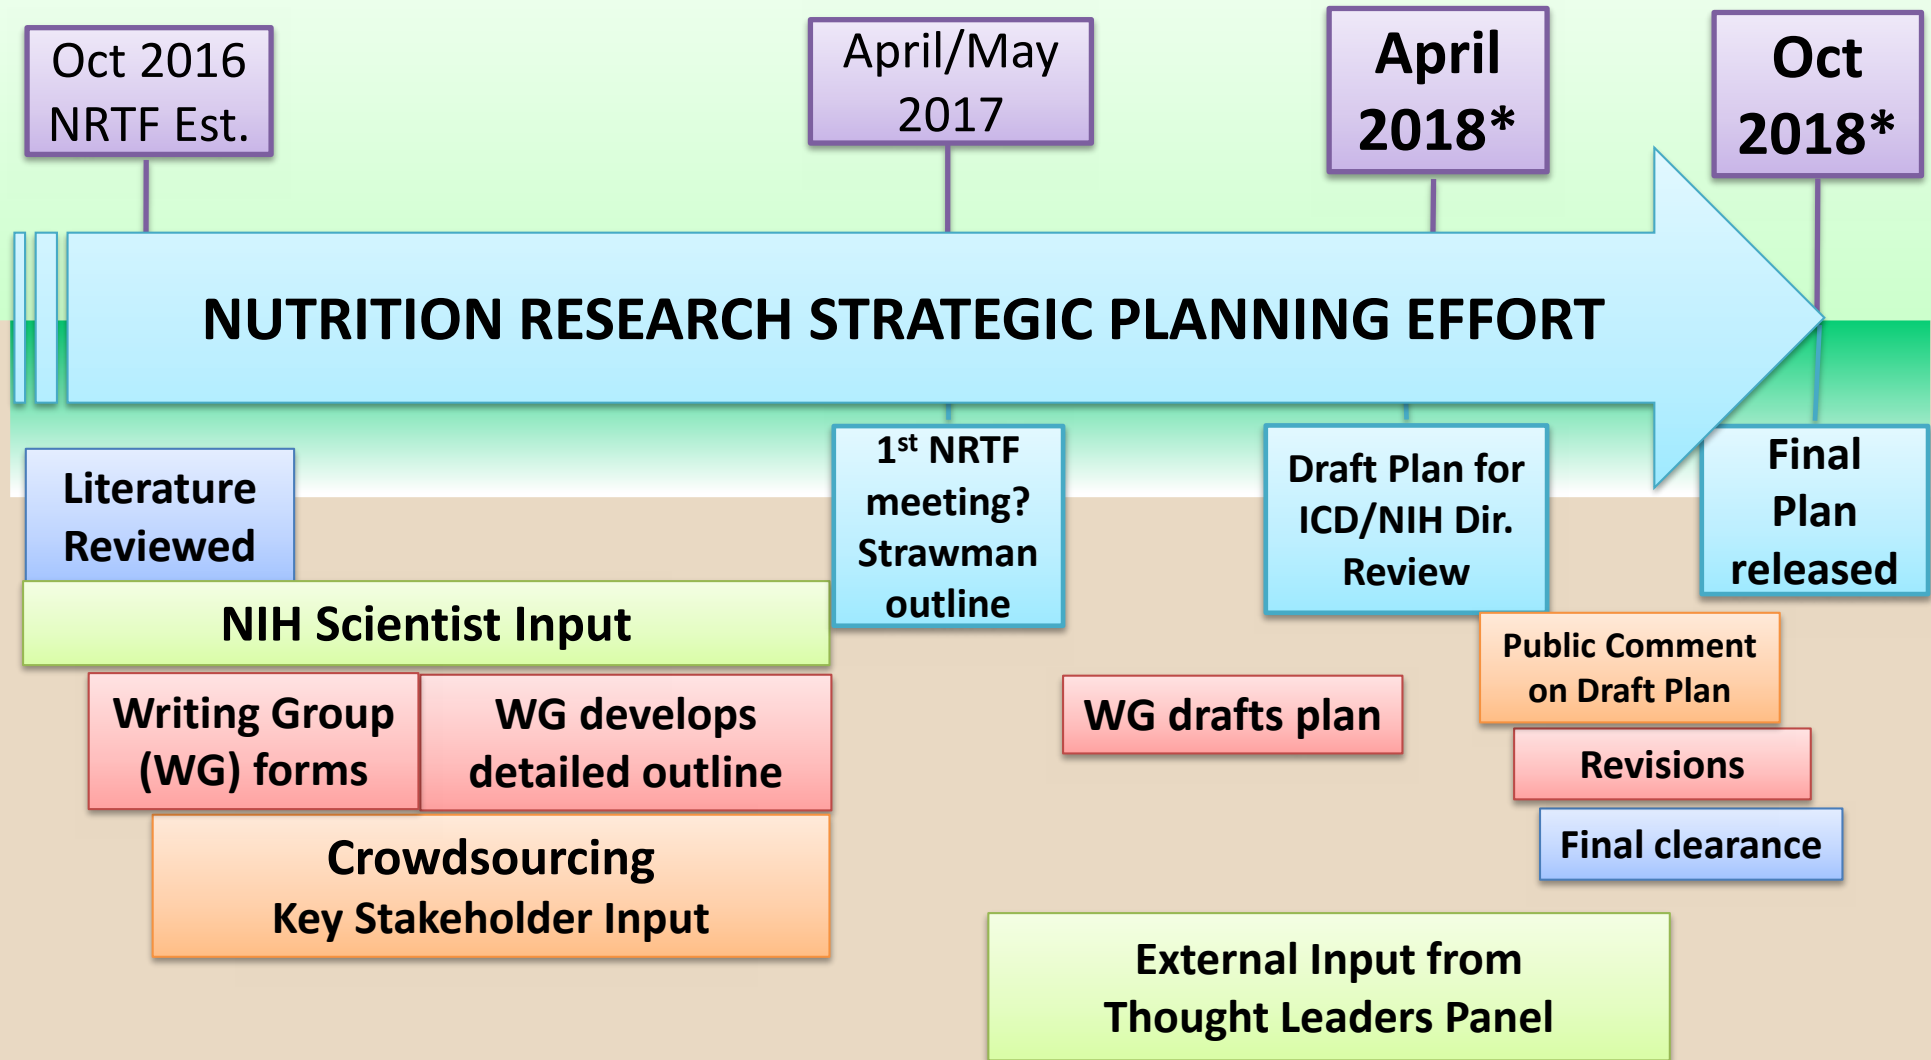 Oct 2016
NRTF Est.
April/May
2017
April
2018*
Oct
2018*
NUTRITION RESEARCH STRATEGIC PLANNING EFFORT
Literature
Reviewed
1st NRTF
meeting?
Strawman
outline
Draft Plan for
ICD/NIH Dir.
Review
Final
Plan
released
NIH Scientist Input
Public Comment
on Draft Plan
Writing Group
(WG) forms
WG develops
detailed outline
WG drafts plan
Revisions
Final clearance
Crowdsourcing
Key Stakeholder Input
External Input from
Thought Leaders Panel